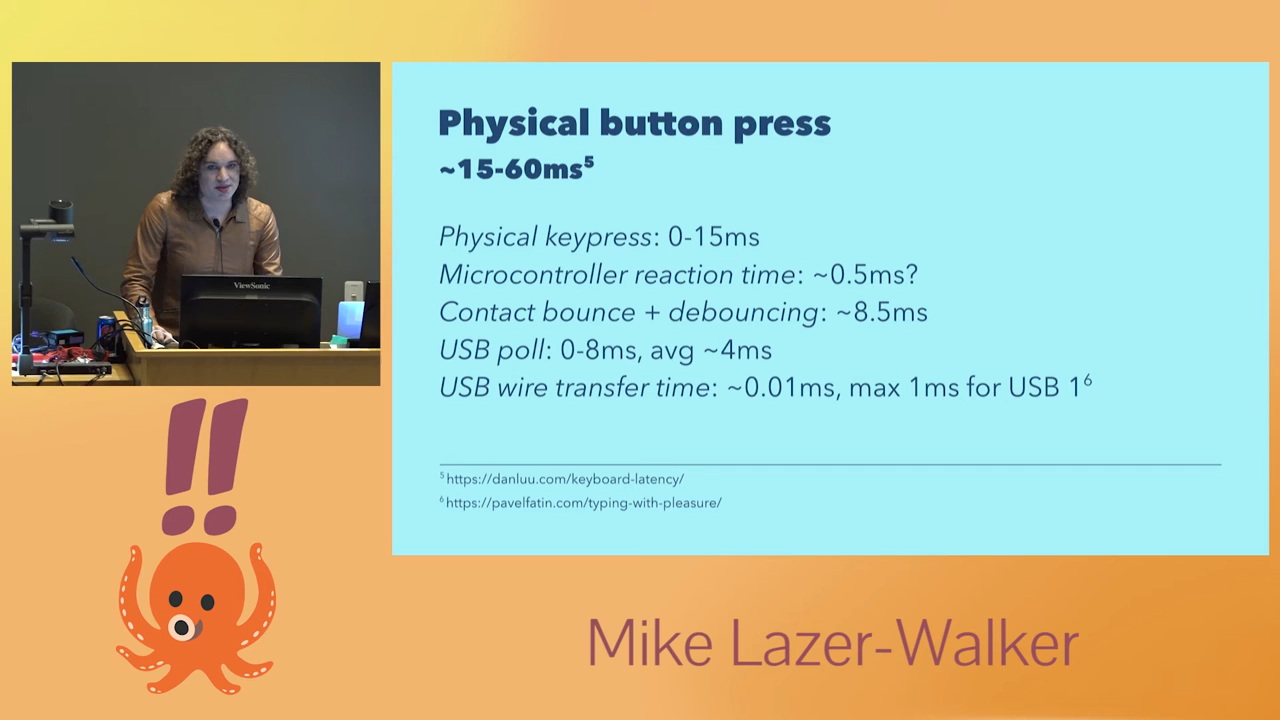 Physical button press
~15-60ms⁵
Physical keypress: 0-15ms
Microcontroller reaction time: ~0.5ms?
Contact bounce + debouncing: ~8.5ms
USB poll: 0-8ms, avg ~4ms
USB wire transfer time: ~0.01ms, max 1ms for USB 1⁶
⁵ https://danluu.com/keyboard-latency/
⁶ https://pavelfatin.com/typing-with-pleasure/
ViewSonic
!!
Mike Lazer-Walker